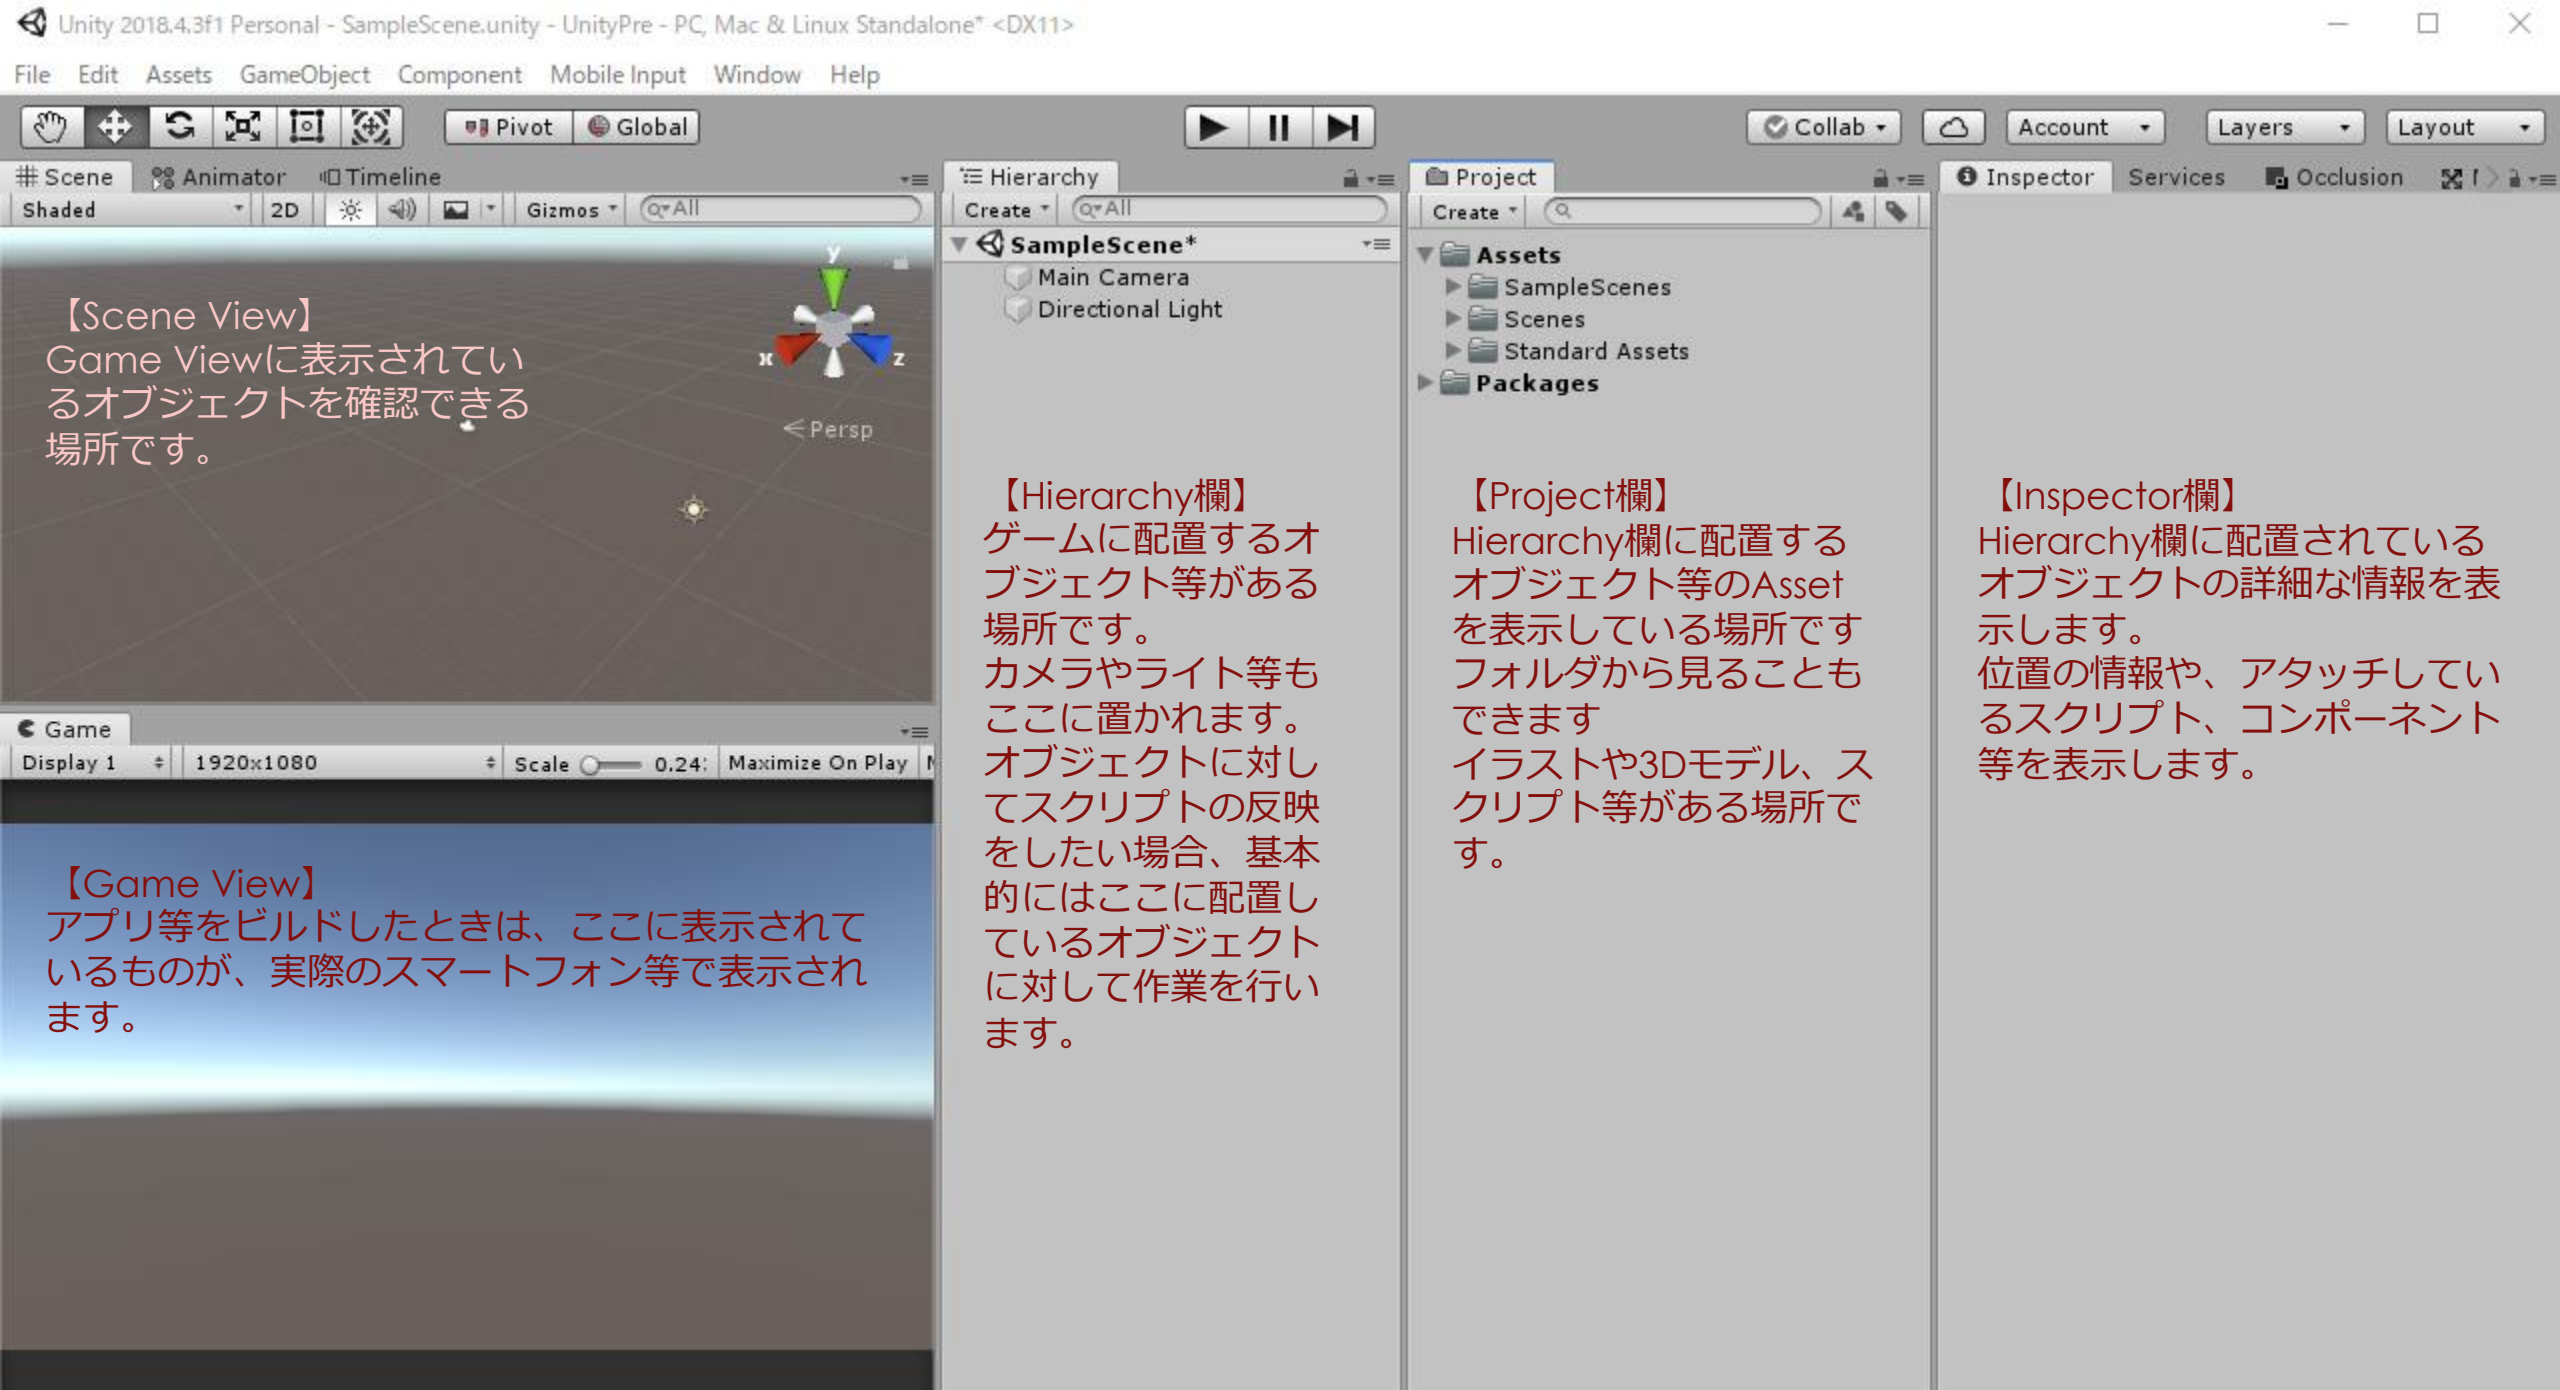 Unity 2018.4.3f1 Personal - SampleScene.unity - UnityPre - PC, Mac & Linux Standalone* <DX11>
File Edit Assets GameObject Component Mobile Input Window Help
Pivot Global Collab Account Layers Layout
Scene Animator Timeline
Shaded 2D Gizmos All
y
x z
Persp
【Scene View】
Game Viewに表示されてい
るオブジェクトを確認できる
場所です。
Game
Display 1 1920x1080 Scale 0.24 Maximize On Play
【Game View】
アプリ等をビルドしたときは、ここに表示されて
いるものが、実際のスマートフォン等で表示され
ます。
Hierarchy
Create All
SampleScene*
Main Camera
Directional Light
【Hierarchy欄】
ゲームに配置するオ
ブジェクト等がある
場所です。
カメラやライト等も
ここに置かれます。
オブジェクトに対し
てスクリプトの反映
をしたい場合、基本
的にはここに配置し
ているオブジェクト
に対して作業を行い
ます。
Project
Create
Assets
SampleScenes
Scenes
Standard Assets
Packages
【Project欄】
Hierarchy欄に配置する
オブジェクト等のAsset
を表示している場所です
フォルダから見ることも
できます
イラストや3Dモデル、ス
クリプト等がある場所で
す。
Inspector Services Occlusion
【Inspector欄】
Hierarchy欄に配置されている
オブジェクトの詳細な情報を表
示します。
位置の情報や、アタッチしてい
るスクリプト、コンポーネント
等を表示します。